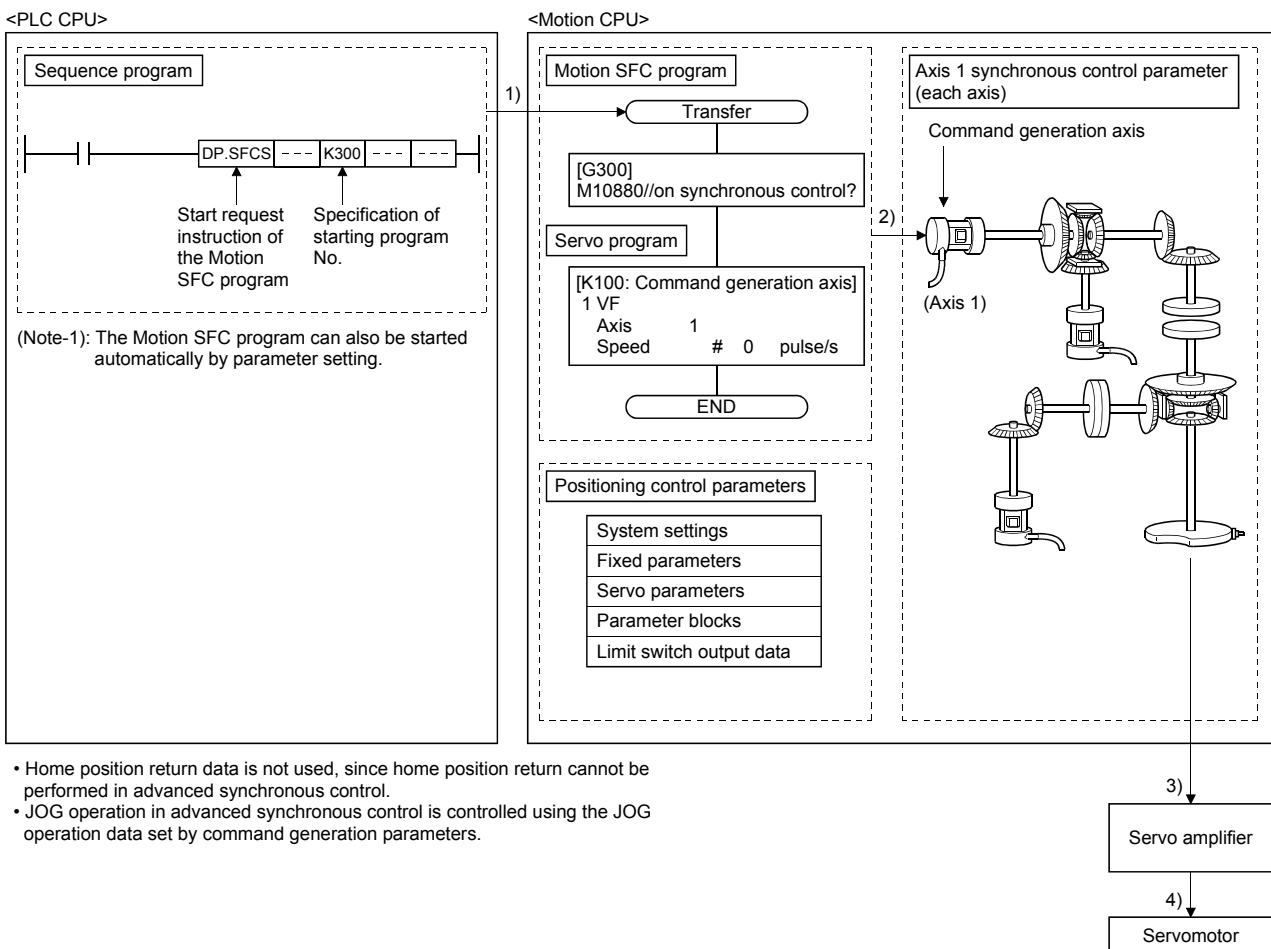 <PLC CPU>
Sequence program
DP.SFCS --- K300 --- ---
Start request
instruction of
the Motion
SFC program
Specification of
starting program
No.
(Note-1): The Motion SFC program can also be started
automatically by parameter setting.
1)
<Motion CPU>
Motion SFC program
Transfer
[G300]
M10880//on synchronous control?
Servo program
[K100: Command generation axis]
1 VF
Axis 1
Speed # 0 pulse/s
END
Positioning control parameters
System settings
Fixed parameters
Servo parameters
Parameter blocks
Limit switch output data
2)
Axis 1 synchronous control parameter
(each axis)
Command generation axis
(Axis 1)
• Home position return data is not used, since home position return cannot be
performed in advanced synchronous control.
• JOG operation in advanced synchronous control is controlled using the JOG
operation data set by command generation parameters.
3)
Servo amplifier
4)
Servomotor